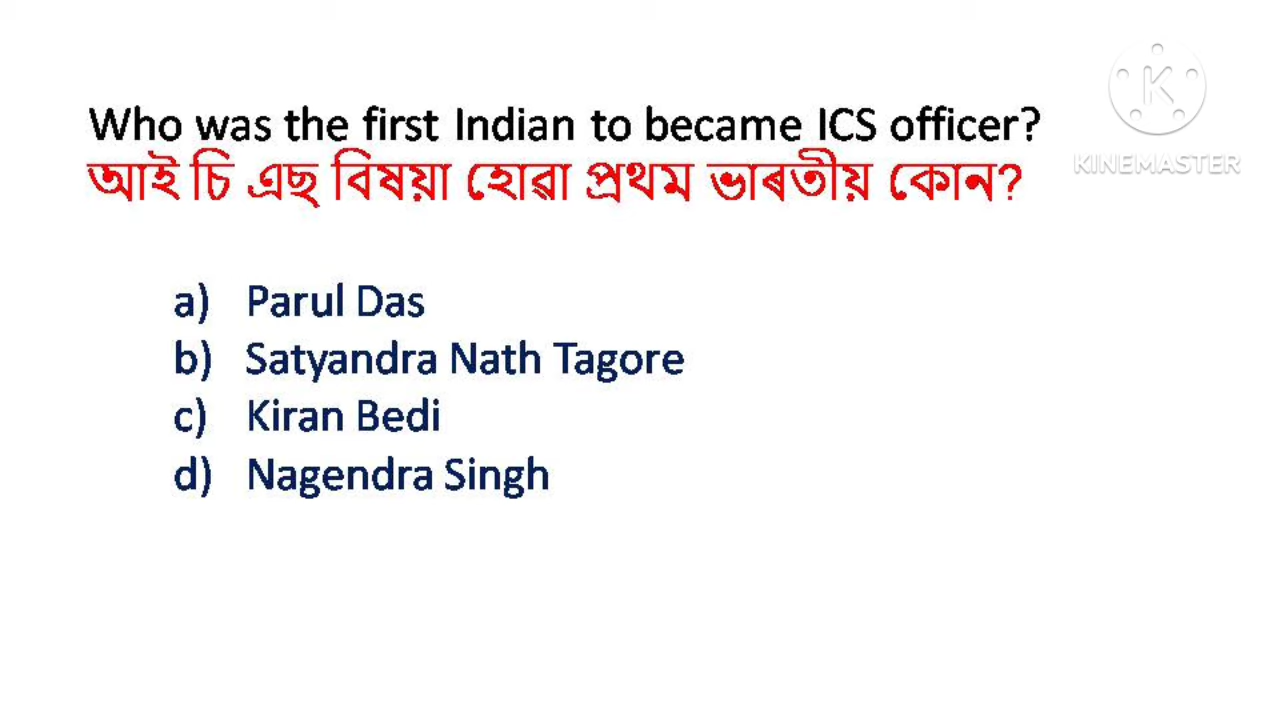 Who was the first Indian to became ICS officer?
আই চি এছ বিষয়া হোৱা প্ৰথম ভাৰতীয় কোন?
a) Parul Das
b) Satyandra Nath Tagore
c) Kiran Bedi
d) Nagendra Singh
K
KINEMASTER